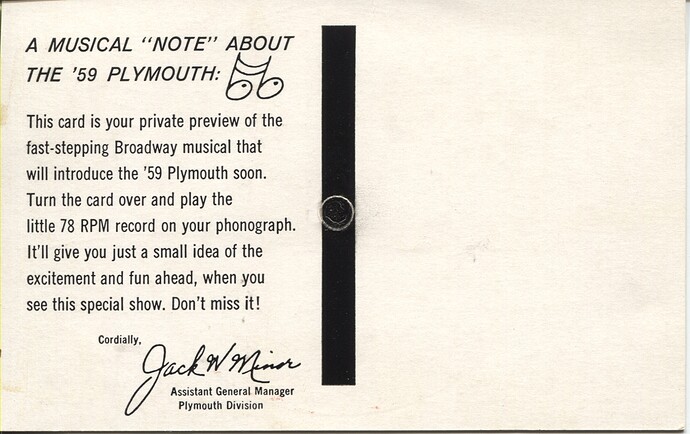 A MUSICAL “NOTE” ABOUT
THE ’59 PLYMOUTH:
This card is your private preview of the
fast-stepping Broadway musical that
will introduce the ’59 Plymouth soon.
Turn the card over and play the
little 78 RPM record on your phonograph.
It’ll give you just a small idea of the
excitement and fun ahead, when you
see this special show. Don’t miss it!
Cordially,
Jack W Minor
Assistant General Manager
Plymouth Division